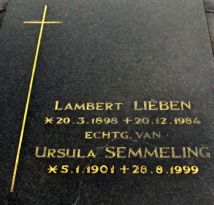 LAMBERT LIEBEN
* 20.3.1898 + 20.12.1984
ECHTG. VAN
URSULA SEMMELING
* 5.1.1901 + 28.8.1999